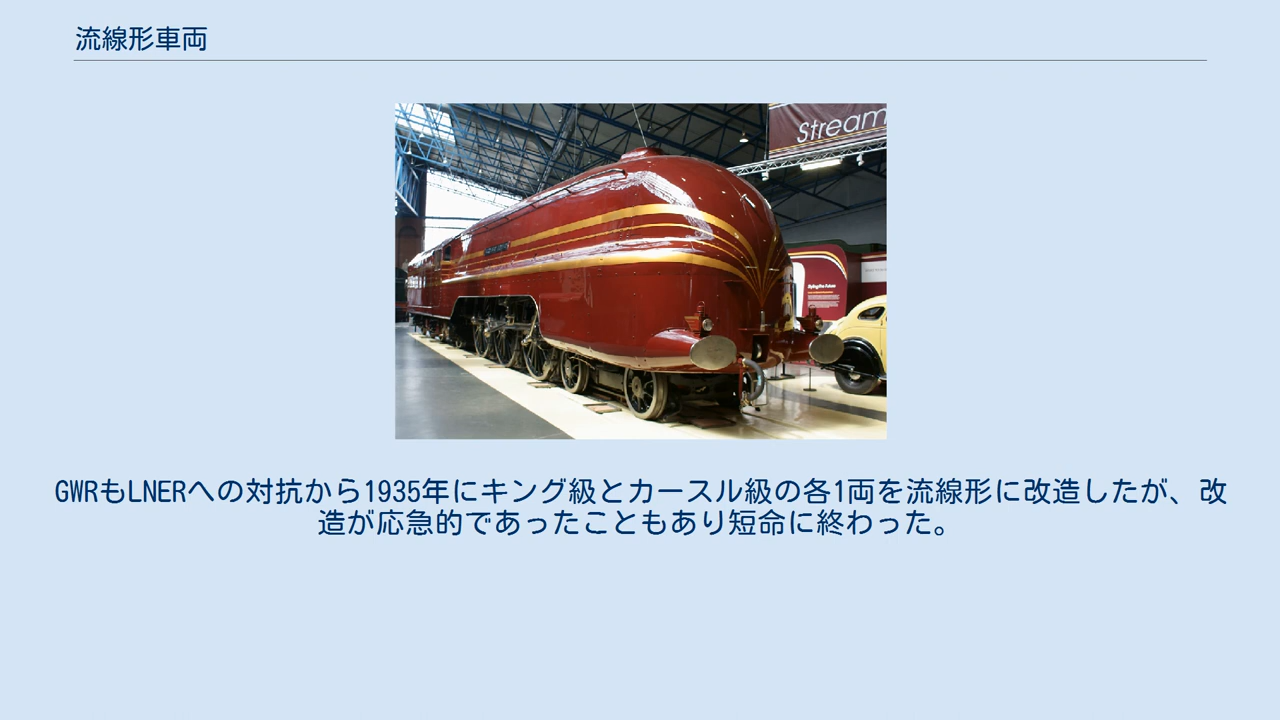 流線形車両
Stream
GWRもLNERへの対抗から1935年にキング級とカースル級の各1両を流線形に改造したが、改
造が応急的であったこともあり短命に終わった。